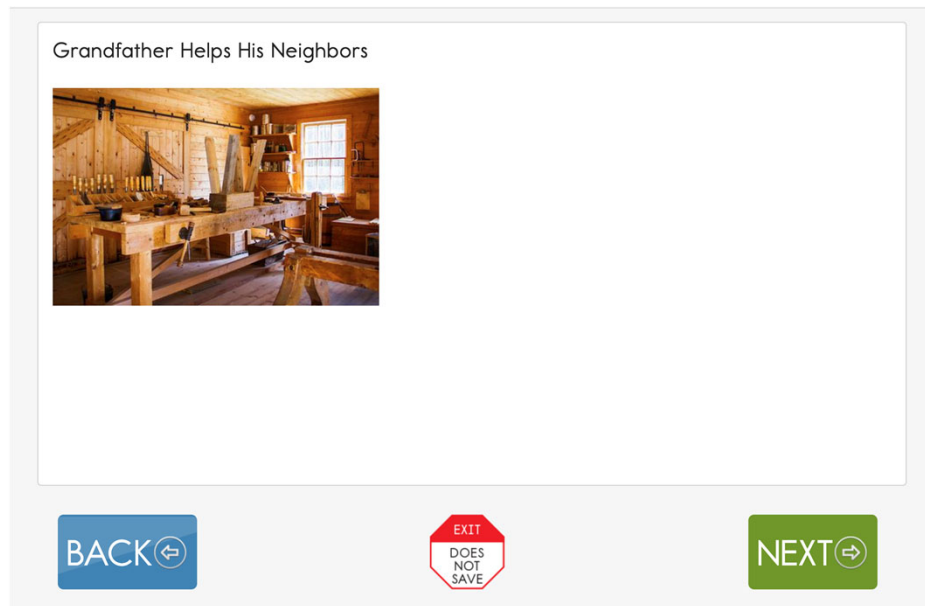 Grandfather Helps His Neighbors
BACK
EXIT
DOES
NOT
SAVE
NEXT